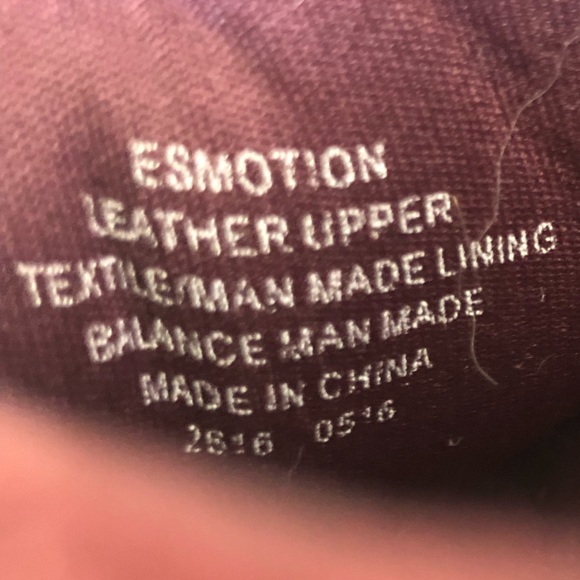 ESMOTION
LEATHER UPPER
TEXTILE/MAN MADE LINING
BALANCE MAN MADE
MADE IN CHINA
2616 0516